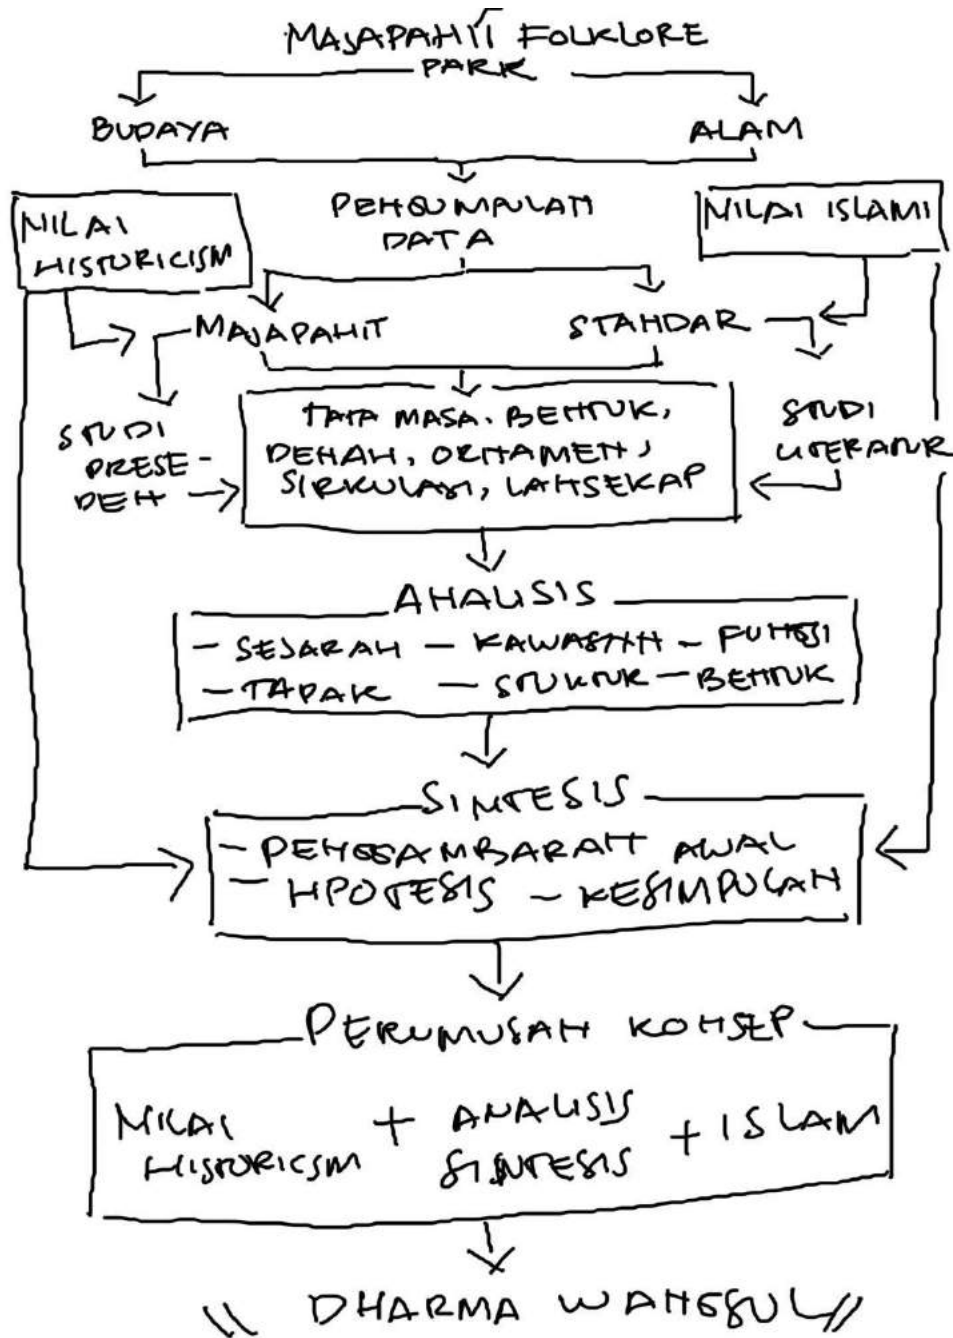 MAJAPAHIT FOLKLORE
PARK
BUDAYA
ALAM
NILAI
HISTORICISM
PENGUMPULAN
DATA
NILAI ISLAMI
MAJAPAHIT
STANDAR
STUDI
PRESE-
DEN
TATA MASA. BENTUK,
DENAH, ORNAMEN,
SIRKULASI, LANSEKAP
STUDI
LITERATUR
ANALISIS
- SEJARAH - KAWASAN - FUNGSI
- TAPAK - STUKTUR - BENTUK
SINTESIS
- PENGGAMBARAN AWAL
- HPOTESIS - KESIMPULAN
PERUMUSAN KONSEP
NILAI
HISTORICSM
+ ANALISIS
SINTESIS
+ ISLAM
\\ DHARMA WANGSUL //